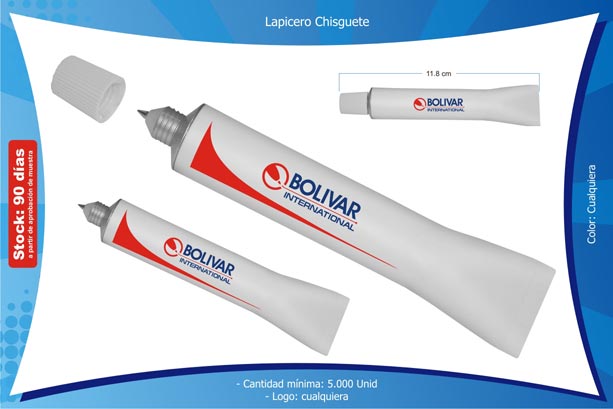 Lapicero Chisguete
11.8 cm
BOLIVAR
INTERNATIONAL
BOLIVAR
INTERNATIONAL
BOLIVAR
INTERNATIONAL
Stock: 90 días
a partir de aprobación de muestra
Color: Cualquiera
- Cantidad mínima: 5.000 Unid
- Logo: cualquiera